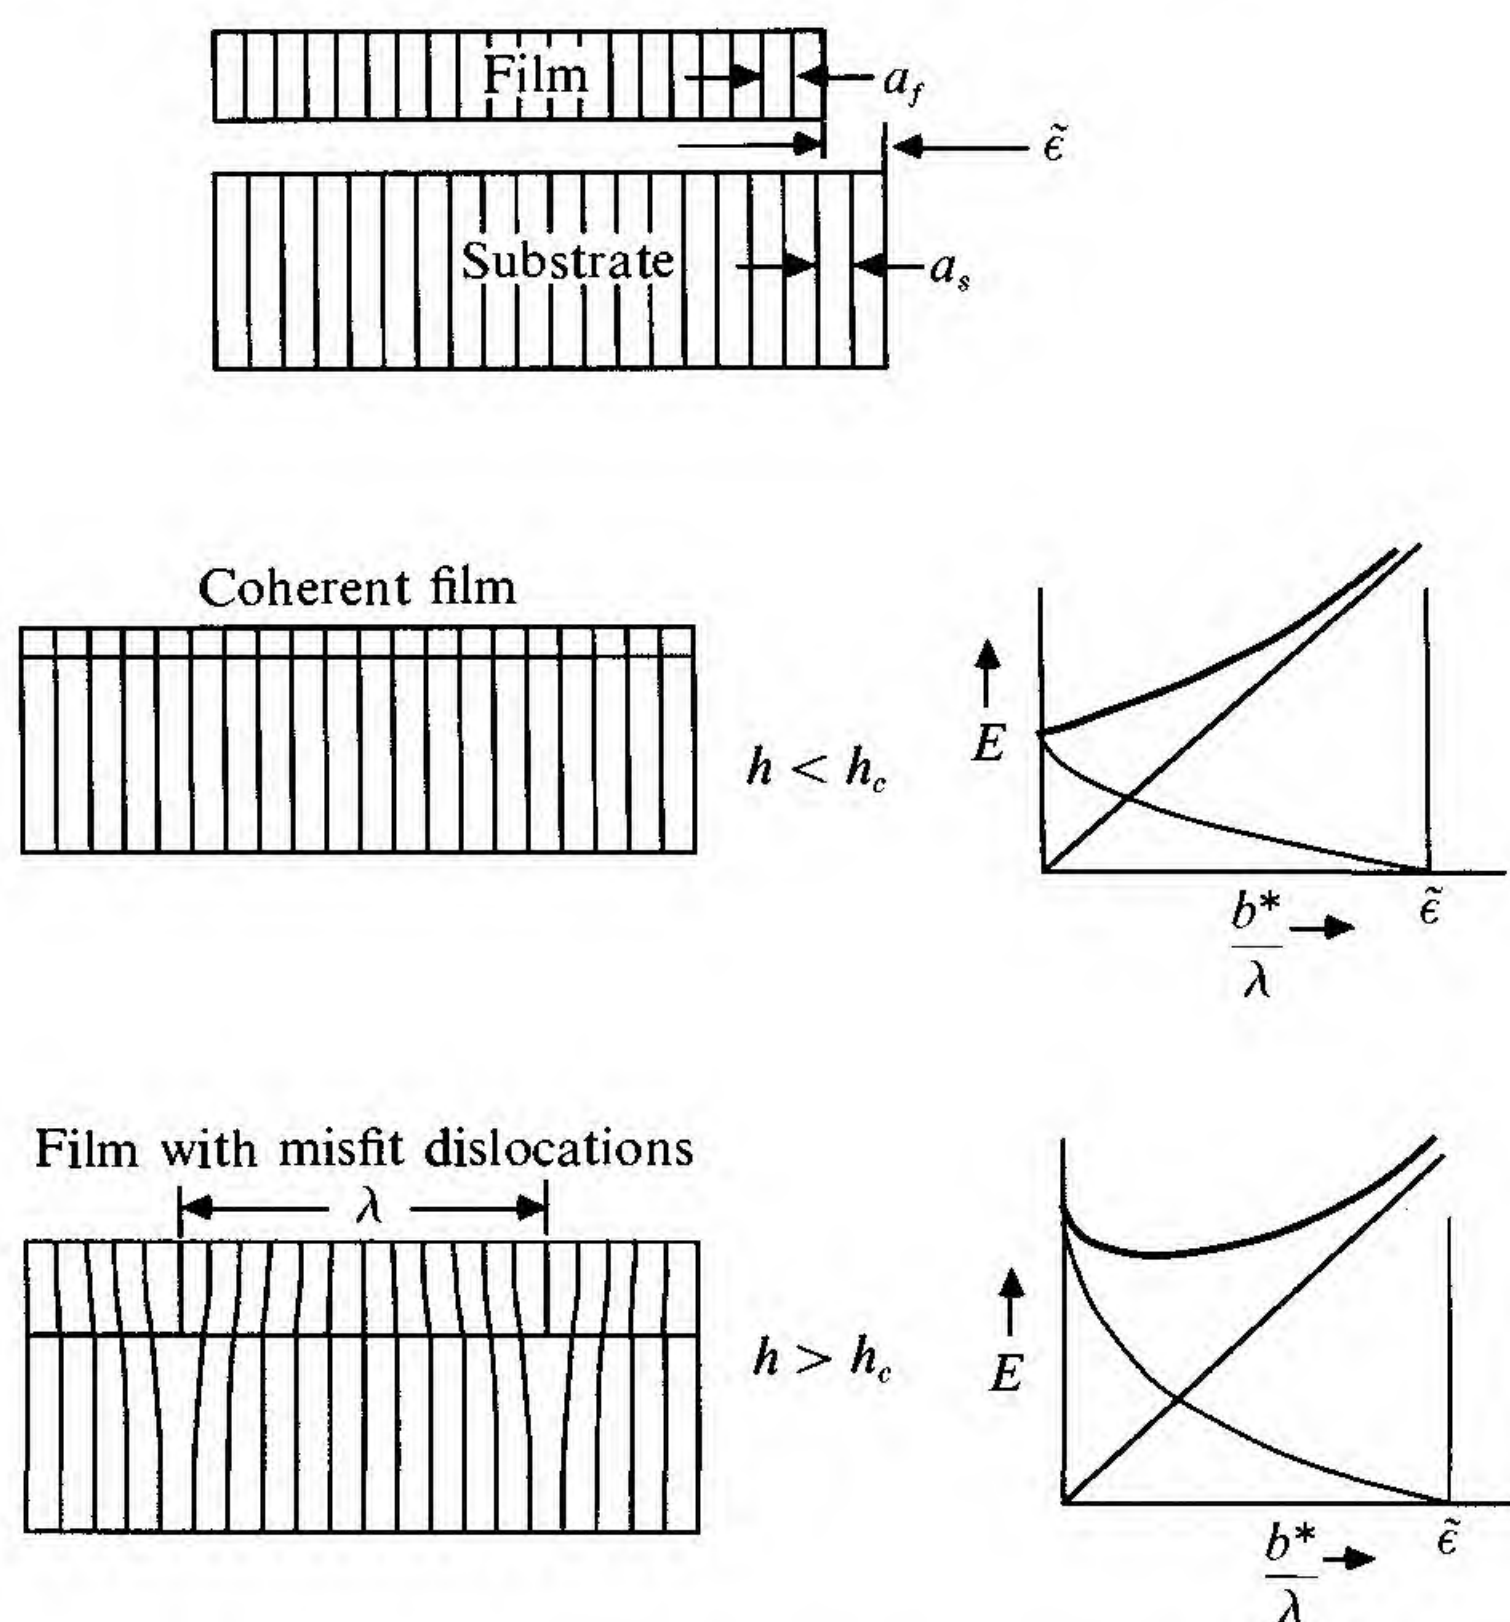 Film
a_f
ε̃
Substrate
a_s
Coherent film
h < h_c
E
b*
λ
ε̃
Film with misfit dislocations
λ
h > h_c
E
b*
λ
ε̃